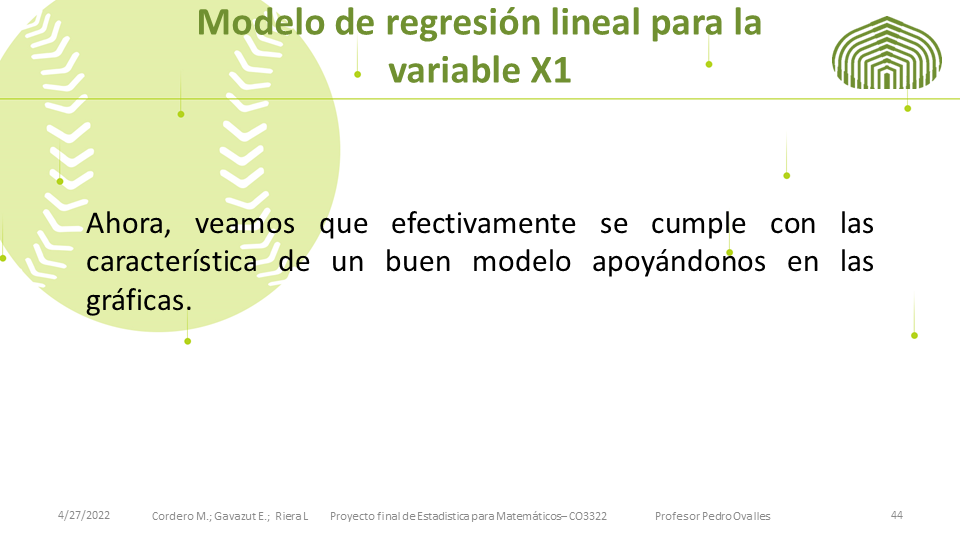 Modelo de regresión lineal para la
variable X1
Ahora, veamos que efectivamente se cumple con las
característica de un buen modelo apoyándonos en las
gráficas.
4/27/2022 Cordero M.; Gavazut E.; Riera L Proyecto final de Estadistica para Matemáticos– CO3322 Profesor Pedro Ovalles 44